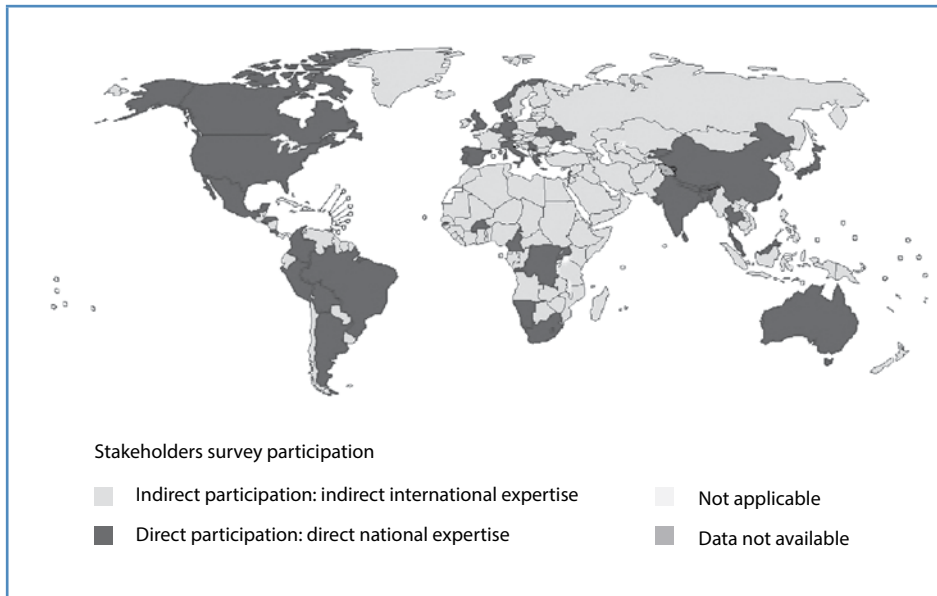 Stakeholders survey participation
Indirect participation: indirect international expertise
Direct participation: direct national expertise
Not applicable
Data not available